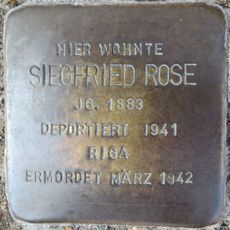 HIER WOHNTE
SIEGFRIED ROSE
JG. 1883
DEPORTIERT 1941
RIGA
ERMORDET MÄRZ 1942